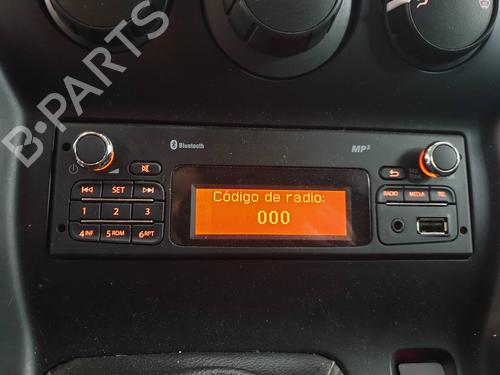 B-PARTS
Bluetooth
MP3
SET
1 2 3
4 INF 5 RDM 6 RPT
Código de radio:
000
RADIO MEDIA TEL